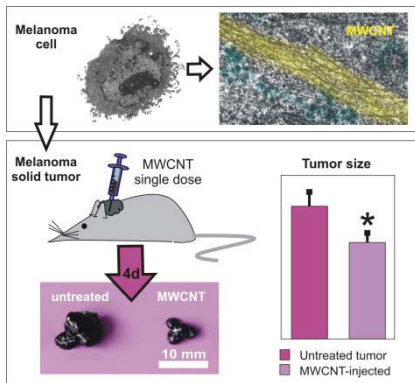 Melanoma
cell
MWCNT
Melanoma
solid tumor
MWCNT
single dose
4d
untreated
MWCNT
10 mm
Tumor size
*
Untreated tumor
MWCNT-injected